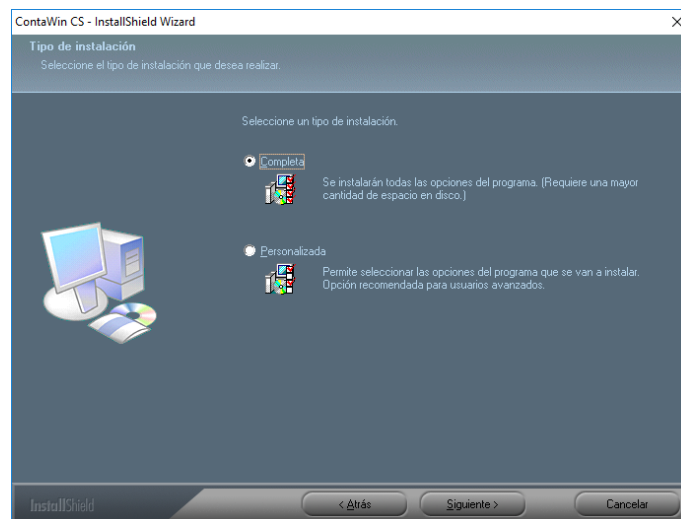 ContaWin CS - InstallShield Wizard
Tipo de instalación
Seleccione el tipo de instalación que desea realizar.
Seleccione un tipo de instalación.
Completa
Se instalarán todas las opciones del programa. (Requiere una mayor
cantidad de espacio en disco.)
Personalizada
Permite seleccionar las opciones del programa que se van a instalar.
Opción recomendada para usuarios avanzados.
InstallShield
< Atrás
Siguiente >
Cancelar